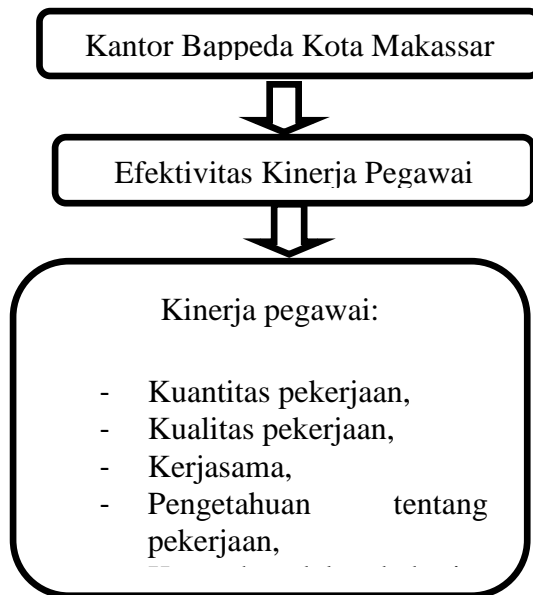 Kantor Bappeda Kota Makassar
Efektivitas Kinerja Pegawai
Kinerja pegawai:
- Kuantitas pekerjaan,
- Kualitas pekerjaan,
- Kerjasama,
- Pengetahuan tentang
pekerjaan,